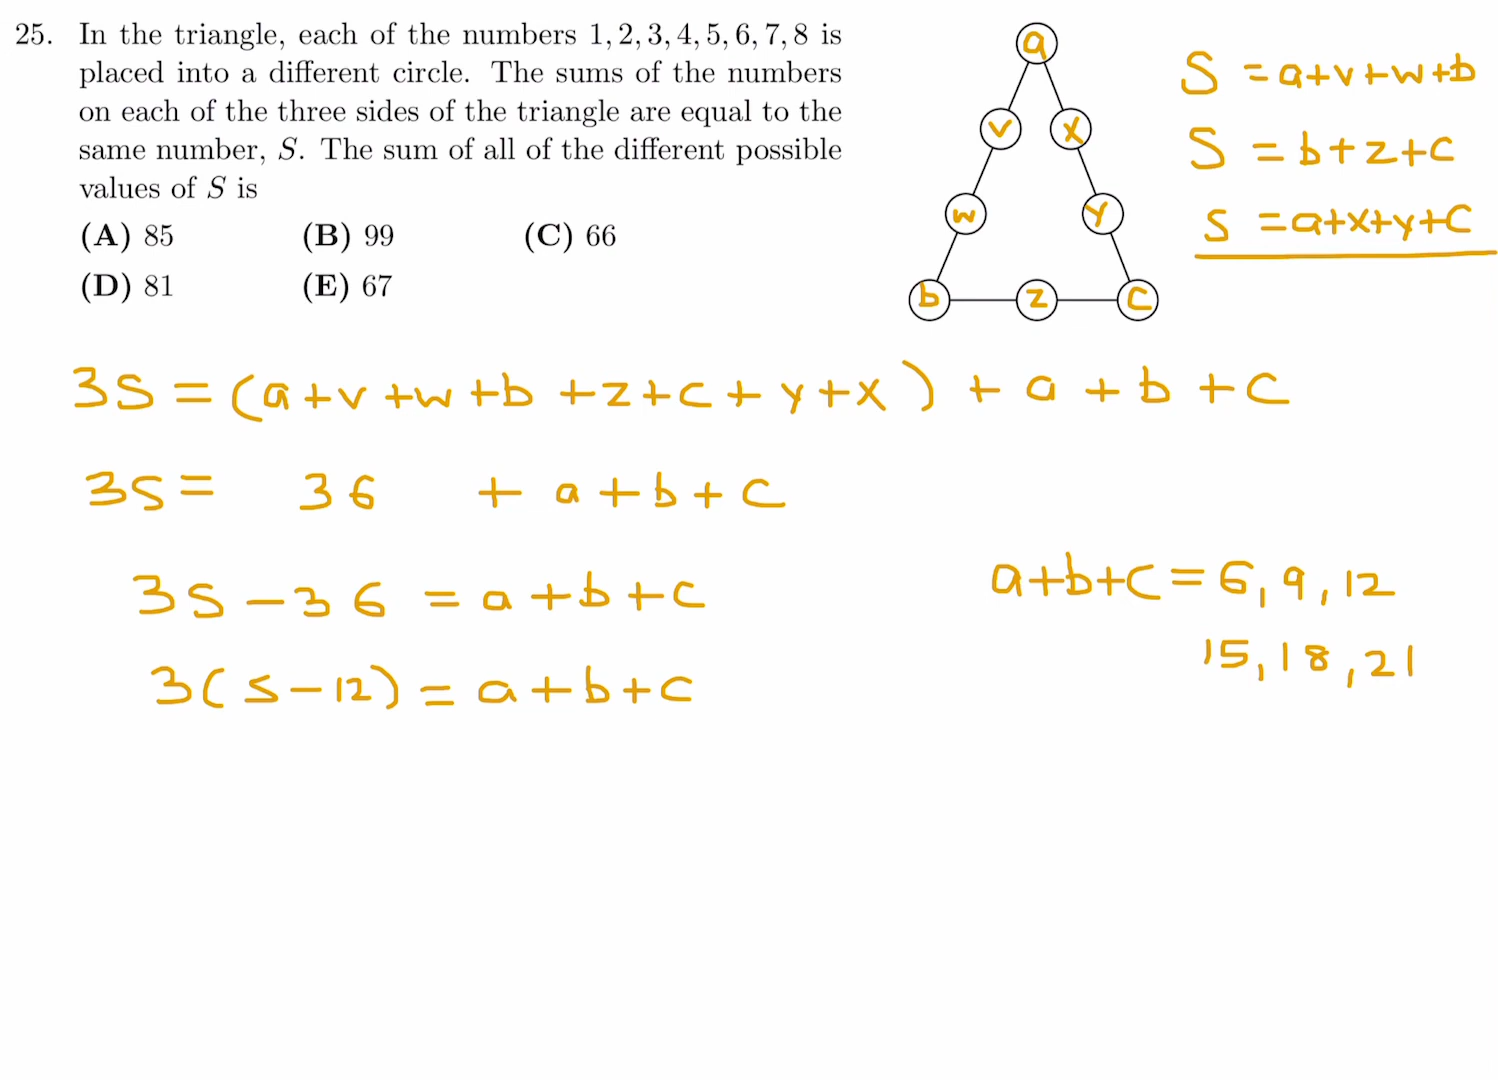 25. In the triangle, each of the numbers 1, 2, 3, 4, 5, 6, 7, 8 is
placed into a different circle. The sums of the numbers
on each of the three sides of the triangle are equal to the
same number, S. The sum of all of the different possible
values of S is
(A) 85 (B) 99 (C) 66
(D) 81 (E) 67
a
v x
w y
b z c
S = a+v+w+b
S = b+z+c
S = a+x+y+c
3S = (a+v+w+b+z+c+y+x) + a + b + c
3S = 36 + a + b + c
3S - 36 = a + b + c
3(S-12) = a + b + c
a+b+c = 6, 9, 12
15, 18, 21